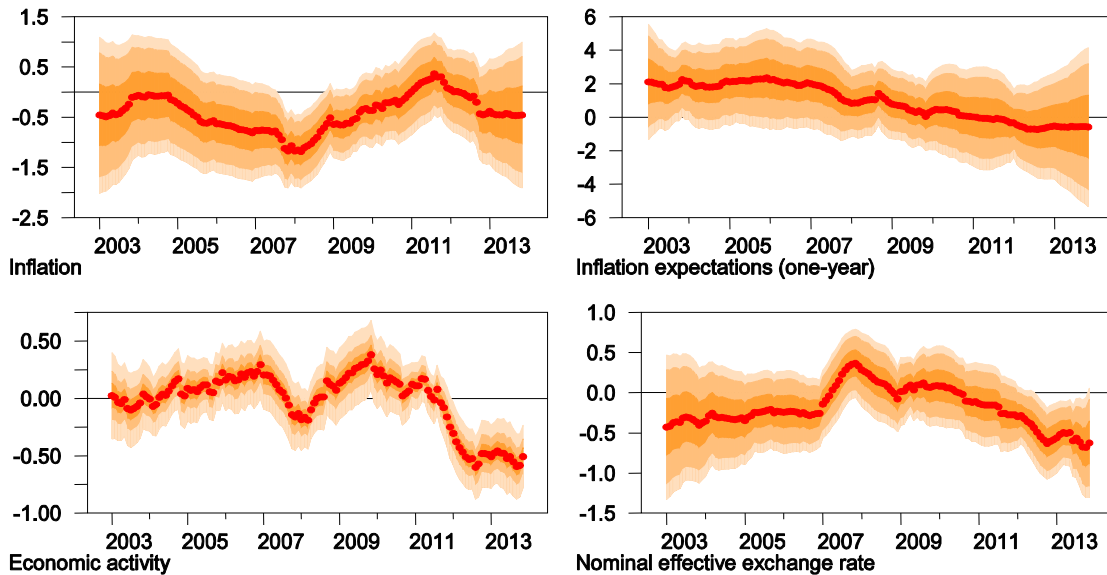 1.5
0.5
-0.5
-1.5
-2.5
2003 2005 2007 2009 2011 2013
Inflation
6
4
2
0
-2
-4
-6
2003 2005 2007 2009 2011 2013
Inflation expectations (one-year)
0.50
0.00
-0.50
-1.00
2003 2005 2007 2009 2011 2013
Economic activity
1.0
0.5
0.0
-0.5
-1.0
-1.5
2003 2005 2007 2009 2011 2013
Nominal effective exchange rate